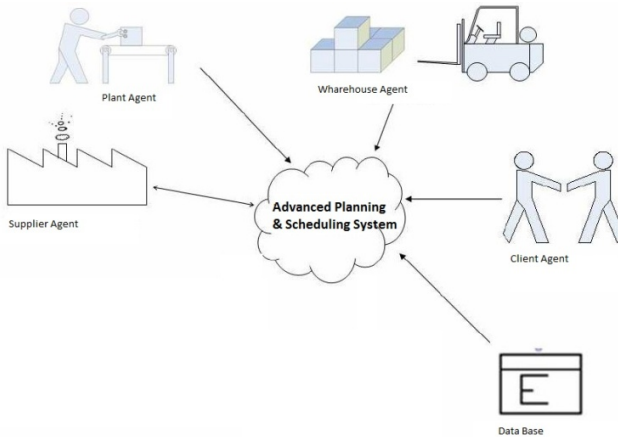 Plant Agent
Wharehouse Agent
Supplier Agent
Advanced Planning
& Scheduling System
Client Agent
E
Data Base